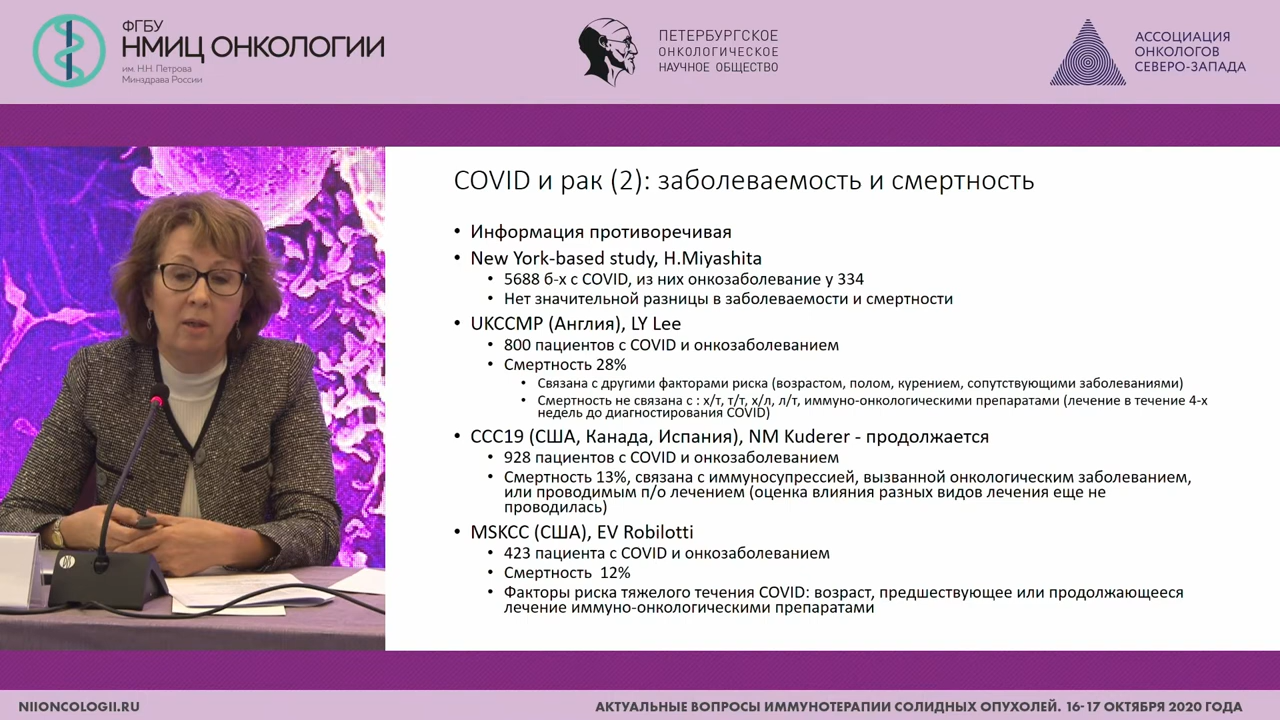 ФГБУ
НМИЦ ОНКОЛОГИИ
им. Н.Н. Петрова
Минздрава России
ПЕТЕРБУРГСКОЕ
ОНКОЛОГИЧЕСКОЕ
НАУЧНОЕ ОБЩЕСТВО
АССОЦИАЦИЯ
ОНКОЛОГОВ
СЕВЕРО-ЗАПАДА
COVID и рак (2): заболеваемость и смертность
• Информация противоречивая
• New York-based study, H.Miyashita
• 5688 б-х с COVID, из них онкозаболевание у 334
• Нет значительной разницы в заболеваемости и смертности
• UKCCMP (Англия), LY Lee
• 800 пациентов с COVID и онкозаболеванием
• Смертность 28%
• Связана с другими факторами риска (возрастом, полом, курением, сопутствующими заболеваниями)
• Смертность не связана с : х/т, т/т, х/л, л/т, иммуно-онкологическими препаратами (лечение в течение 4-х
недель до диагностирования COVID)
• CCC19 (США, Канада, Испания), NM Kuderer - продолжается
• 928 пациентов с COVID и онкозаболеванием
• Смертность 13%, связана с иммуносупрессией, вызванной онкологическим заболеванием,
или проводимым п/о лечением (оценка влияния разных видов лечения еще не
проводилась)
• MSKCC (США), EV Robilotti
• 423 пациента с COVID и онкозаболеванием
• Смертность 12%
• Факторы риска тяжелого течения COVID: возраст, предшествующее или продолжающееся
лечение иммуно-онкологическими препаратами
NIIONCOLOGII.RU
АКТУАЛЬНЫЕ ВОПРОСЫ ИММУНОТЕРАПИИ СОЛИДНЫХ ОПУХОЛЕЙ. 16-17 ОКТЯБРЯ 2020 ГОДА